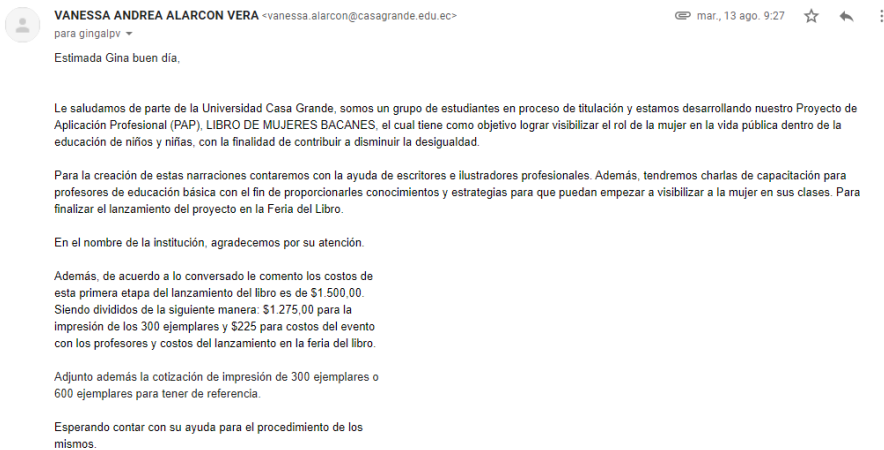 VANESSA ANDREA ALARCON VERA <vanessa.alarcon@casagrande.edu.ec>
mar., 13 ago. 9:27
para gingalpv
Estimada Gina buen día,
Le saludamos de parte de la Universidad Casa Grande, somos un grupo de estudiantes en proceso de titulación y estamos desarrollando nuestro Proyecto de
Aplicación Profesional (PAP), LIBRO DE MUJERES BACANES, el cual tiene como objetivo lograr visibilizar el rol de la mujer en la vida pública dentro de la
educación de niños y niñas, con la finalidad de contribuir a disminuir la desigualdad.
Para la creación de estas narraciones contaremos con la ayuda de escritores e ilustradores profesionales. Además, tendremos charlas de capacitación para
profesores de educación básica con el fin de proporcionarles conocimientos y estrategias para que puedan empezar a visibilizar a la mujer en sus clases. Para
finalizar el lanzamiento del proyecto en la Feria del Libro.
En el nombre de la institución, agradecemos por su atención.
Además, de acuerdo a lo conversado le comento los costos de
esta primera etapa del lanzamiento del libro es de $1.500,00.
Siendo divididos de la siguiente manera: $1.275,00 para la
impresión de los 300 ejemplares y $225 para costos del evento
con los profesores y costos del lanzamiento en la feria del libro.
Adjunto además la cotización de impresión de 300 ejemplares o
600 ejemplares para tener de referencia.
Esperando contar con su ayuda para el procedimiento de los
mismos.